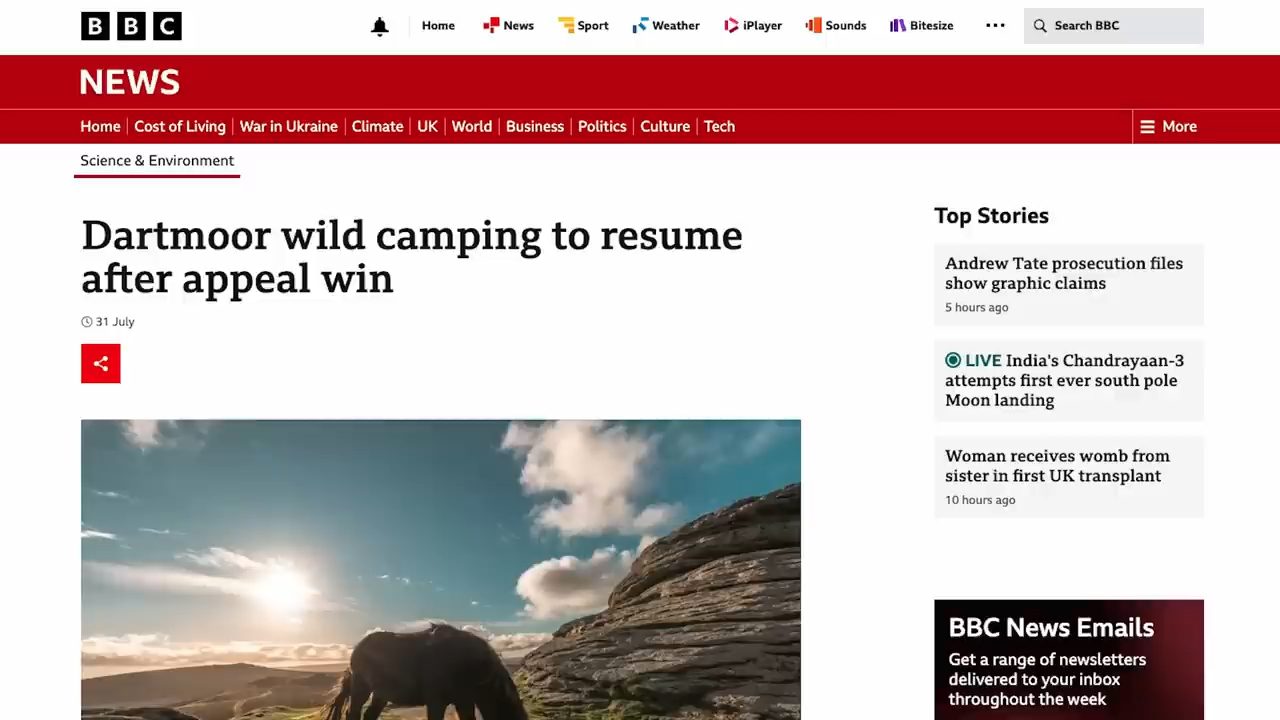 BBC
Home
News
Sport
Weather
iPlayer
Sounds
Bitesize
Search BBC
NEWS
Home
Cost of Living
War in Ukraine
Climate
UK
World
Business
Politics
Culture
Tech
More
Science & Environment
Dartmoor wild camping to resume
after appeal win
31 July
Top Stories
Andrew Tate prosecution files
show graphic claims
5 hours ago
LIVE India's Chandrayaan-3
attempts first ever south pole
Moon landing
Woman receives womb from
sister in first UK transplant
10 hours ago
BBC News Emails
Get a range of newsletters
delivered to your inbox
throughout the week